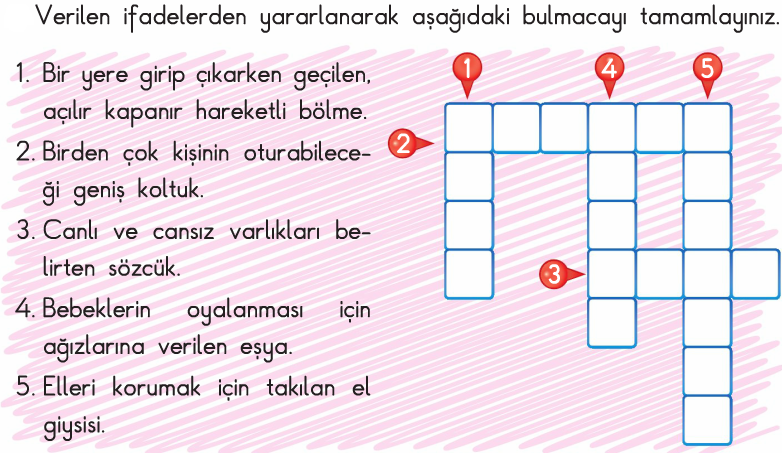 Verilen ifadelerden yararlanarak aşağıdaki bulmacayı tamamlayınız.
1. Bir yere girip çıkarken geçilen,
açılır kapanır hareketli bölme.
2. Birden çok kişinin oturabilece-
ği geniş koltuk.
3. Canlı ve cansız varlıkları be-
lirten sözcük.
4. Bebeklerin oyalanması için
ağızlarına verilen eşya.
5. Elleri korumak için takılan el
giysisi.
1 4 5
2
3